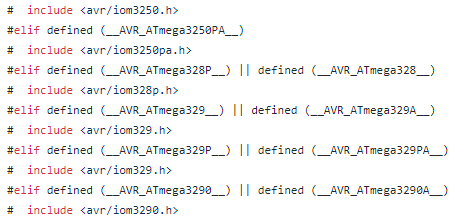 #  include <avr/iom3250.h>
#elif defined (__AVR_ATmega3250PA__)
#  include <avr/iom3250pa.h>
#elif defined (__AVR_ATmega328P__) || defined (__AVR_ATmega328__)
#  include <avr/iom328p.h>
#elif defined (__AVR_ATmega329__) || defined (__AVR_ATmega329A__)
#  include <avr/iom329.h>
#elif defined (__AVR_ATmega329P__) || defined (__AVR_ATmega329PA__)
#  include <avr/iom329.h>
#elif defined (__AVR_ATmega3290__) || defined (__AVR_ATmega3290A__)
#  include <avr/iom3290.h>